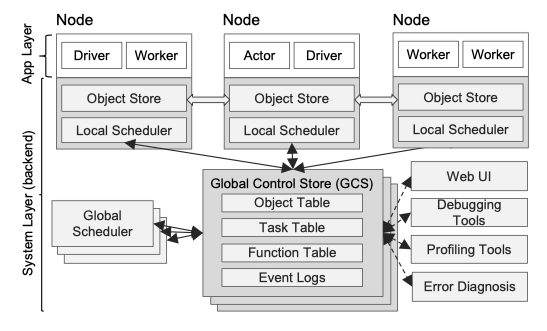 Node
Node
Node
App Layer
Driver
Worker
Actor
Driver
Worker
Worker
System Layer (backend)
Object Store
Object Store
Object Store
Local Scheduler
Local Scheduler
Local Scheduler
Global Control Store (GCS)
Object Table
Task Table
Function Table
Event Logs
Global
Scheduler
Web UI
Debugging
Tools
Profiling Tools
Error Diagnosis